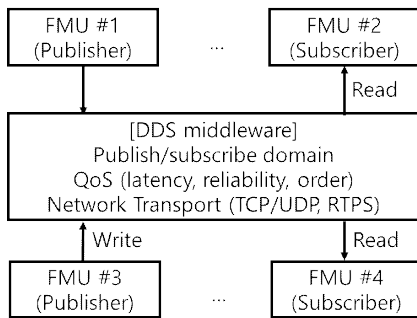 FMU #1
(Publisher)
...
FMU #2
(Subscriber)
Read
[DDS middleware]
Publish/subscribe domain
QoS (latency, reliability, order)
Network Transport (TCP/UDP, RTPS)
Write
Read
FMU #3
(Publisher)
...
FMU #4
(Subscriber)